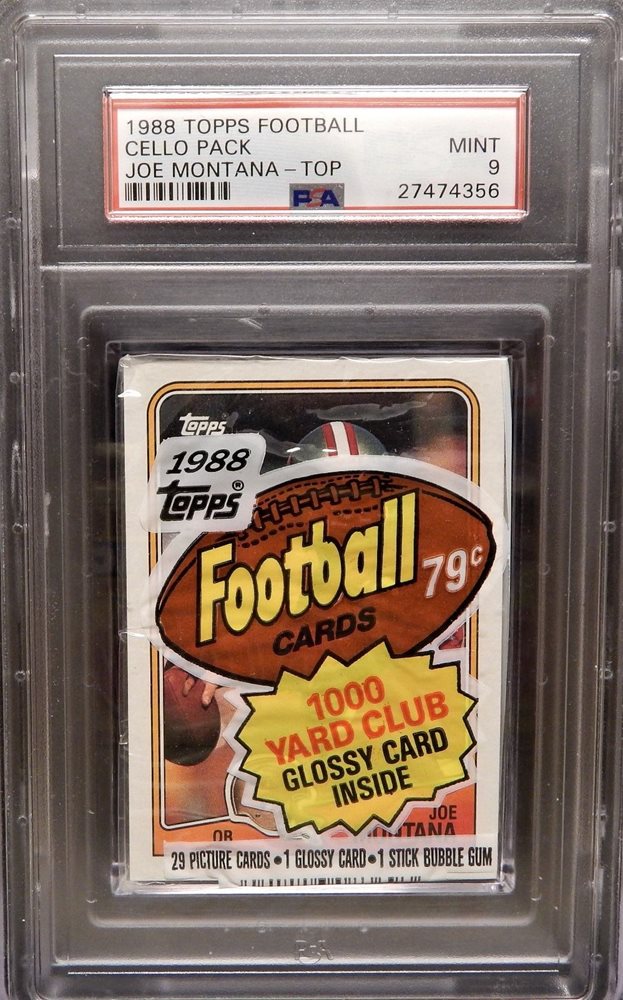 1988 TOPPS FOOTBALL
CELLO PACK MINT
JOE MONTANA – TOP 9
PSA 27474356
TOPPS
1988
TOPPS®
Football
79¢
CARDS
1000
YARD CLUB
GLOSSY CARD
INSIDE
JOE
QB MONTANA
29 PICTURE CARDS • 1 GLOSSY CARD • 1 STICK BUBBLE GUM
PSA